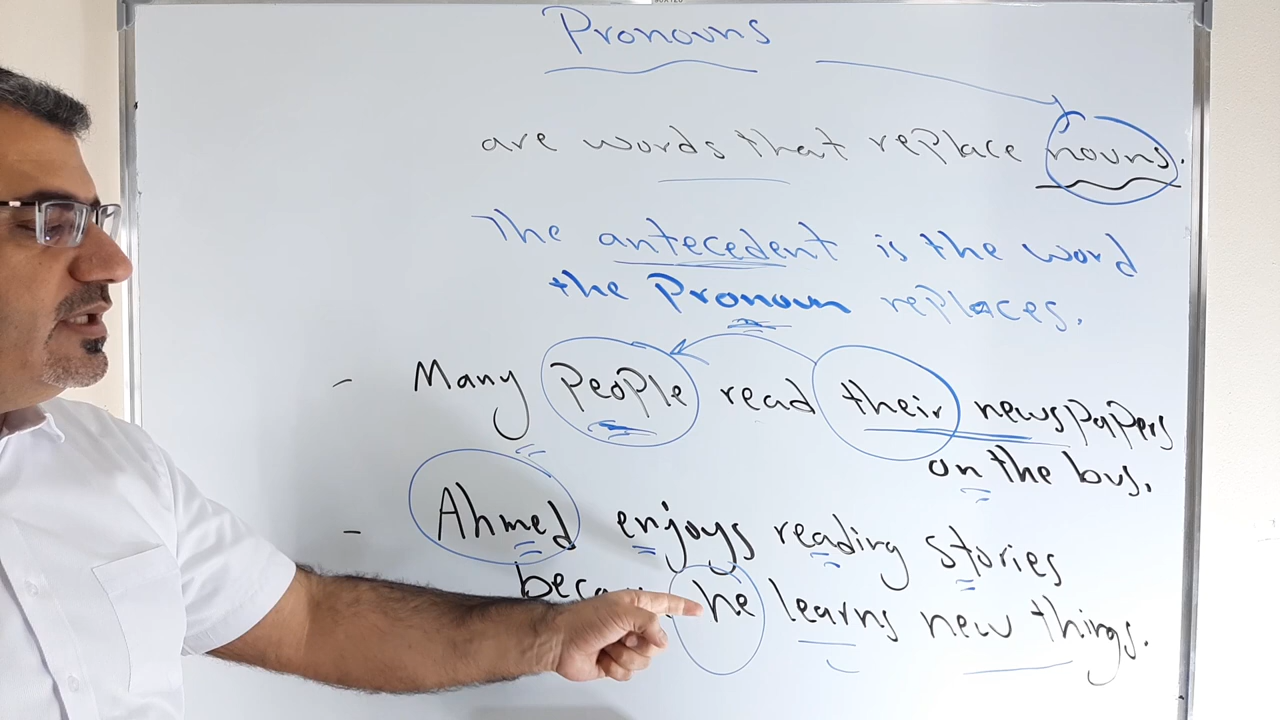 Pronouns
are words that replace nouns.
The antecedent is the word
the Pronoun replaces.
- Many People read their newspapers
on the bus.
- Ahmed enjoys reading stories
he learns new things.